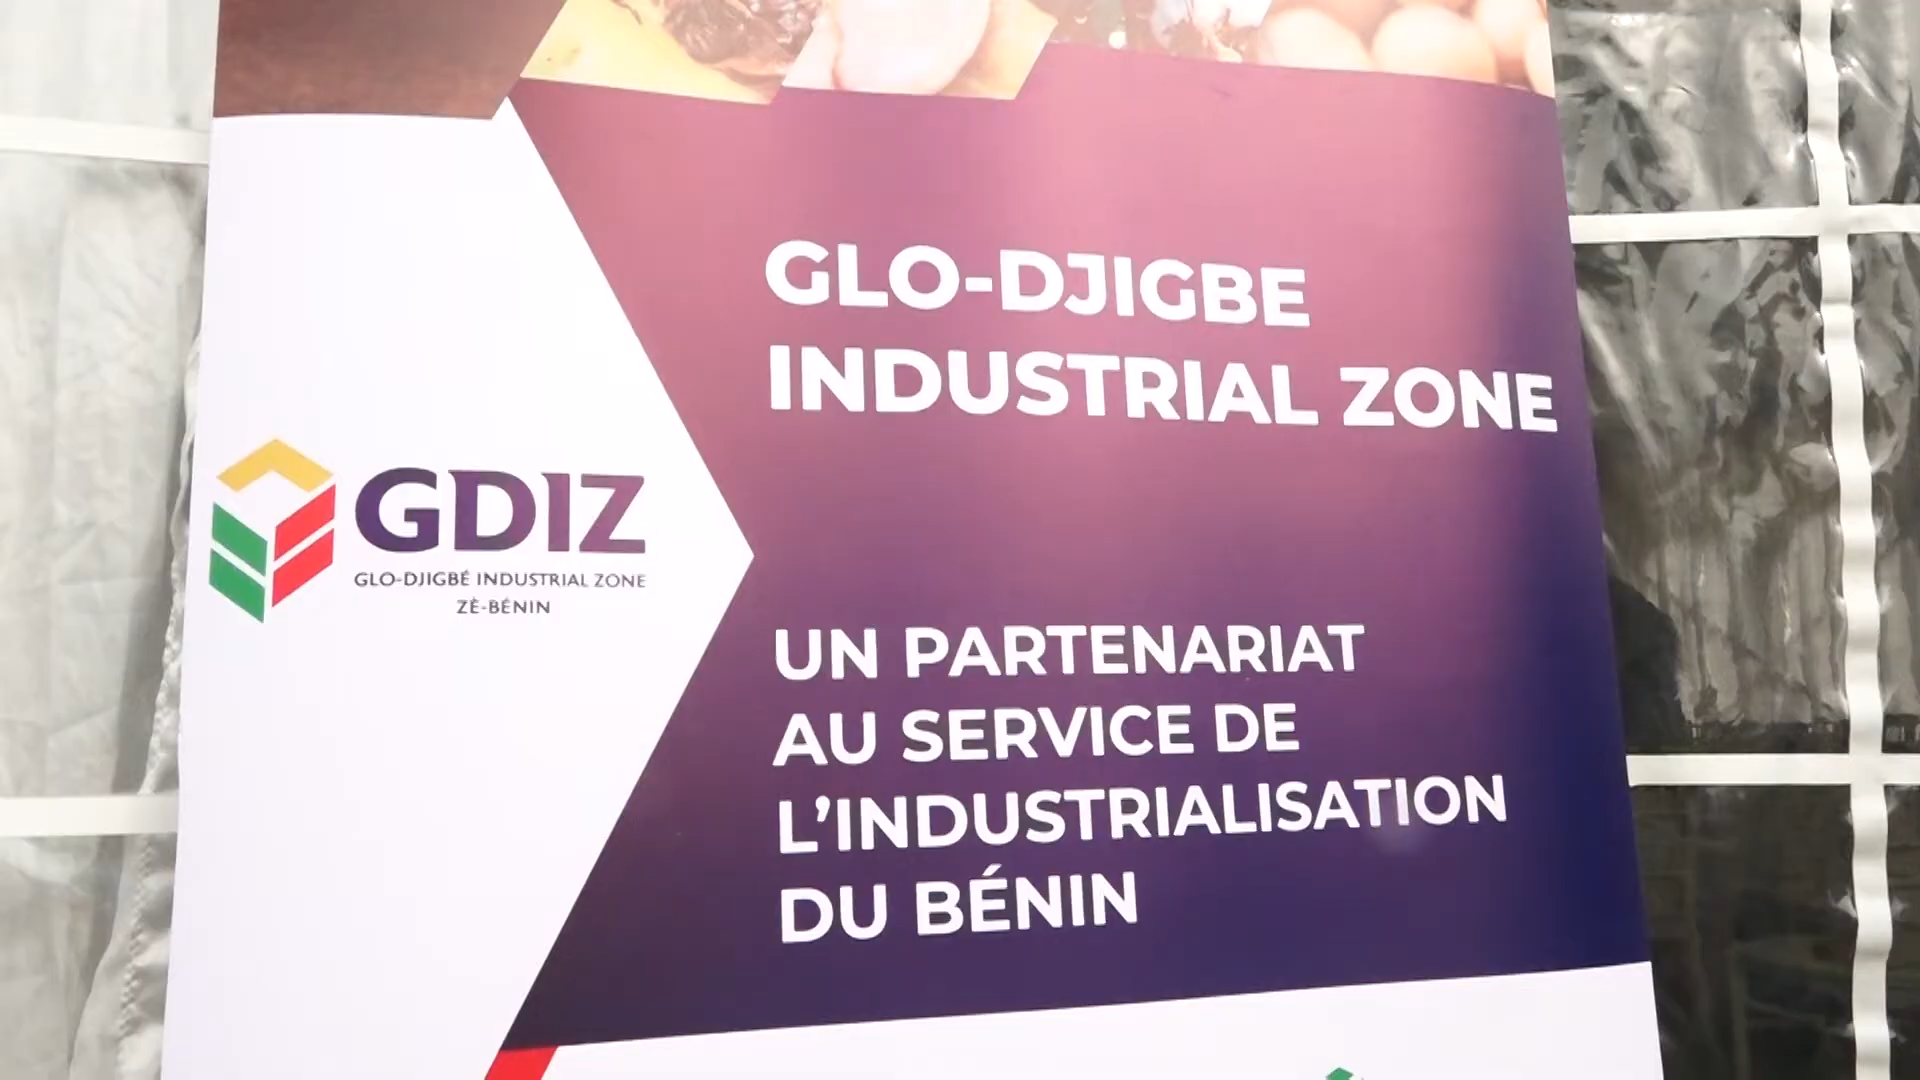 GLO-DJIGBE
INDUSTRIAL ZONE
GDIZ
GLO-DJIGBÉ INDUSTRIAL ZONE
ZÈ-BÉNIN
UN PARTENARIAT
AU SERVICE DE
L'INDUSTRIALISATION
DU BÉNIN